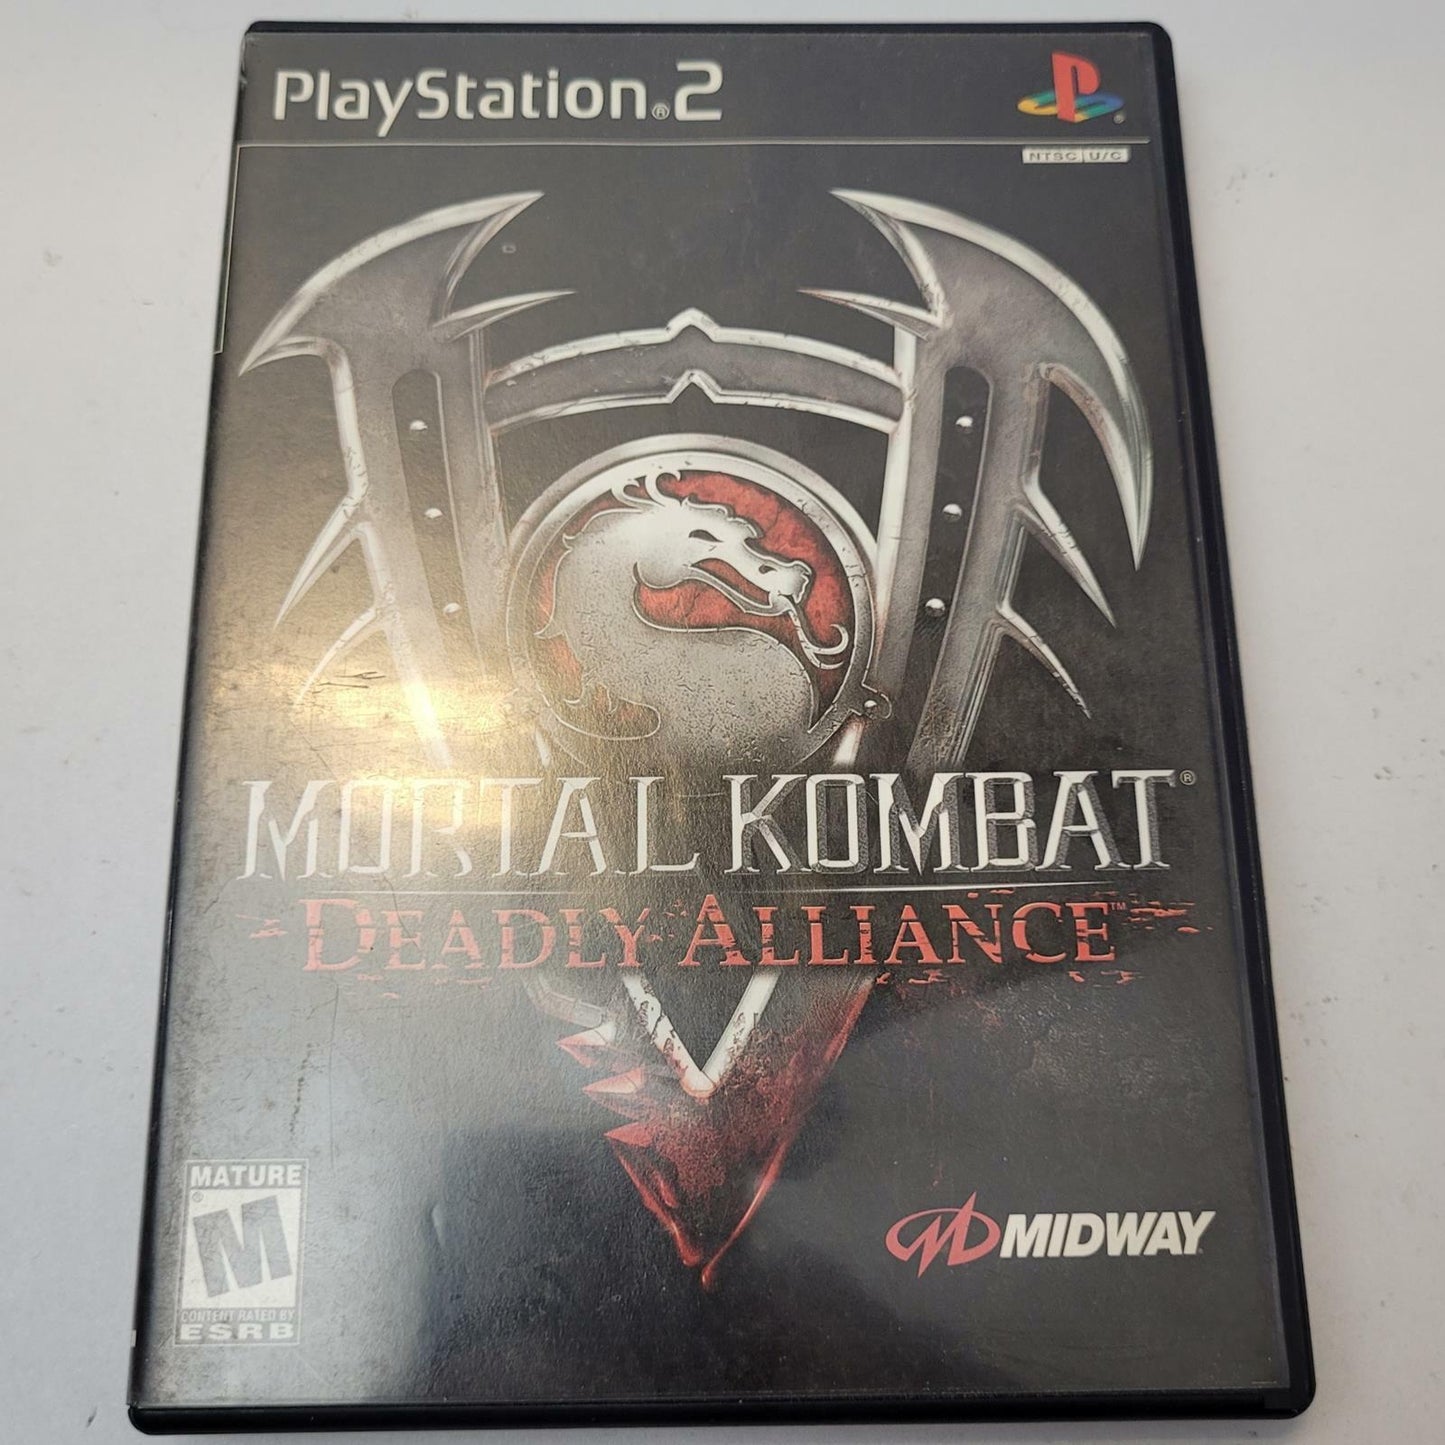 PlayStation®2
NTSC U/C
MORTAL KOMBAT®
DEADLY ALLIANCE™
MATURE
M®
CONTENT RATED BY
ESRB
MIDWAY